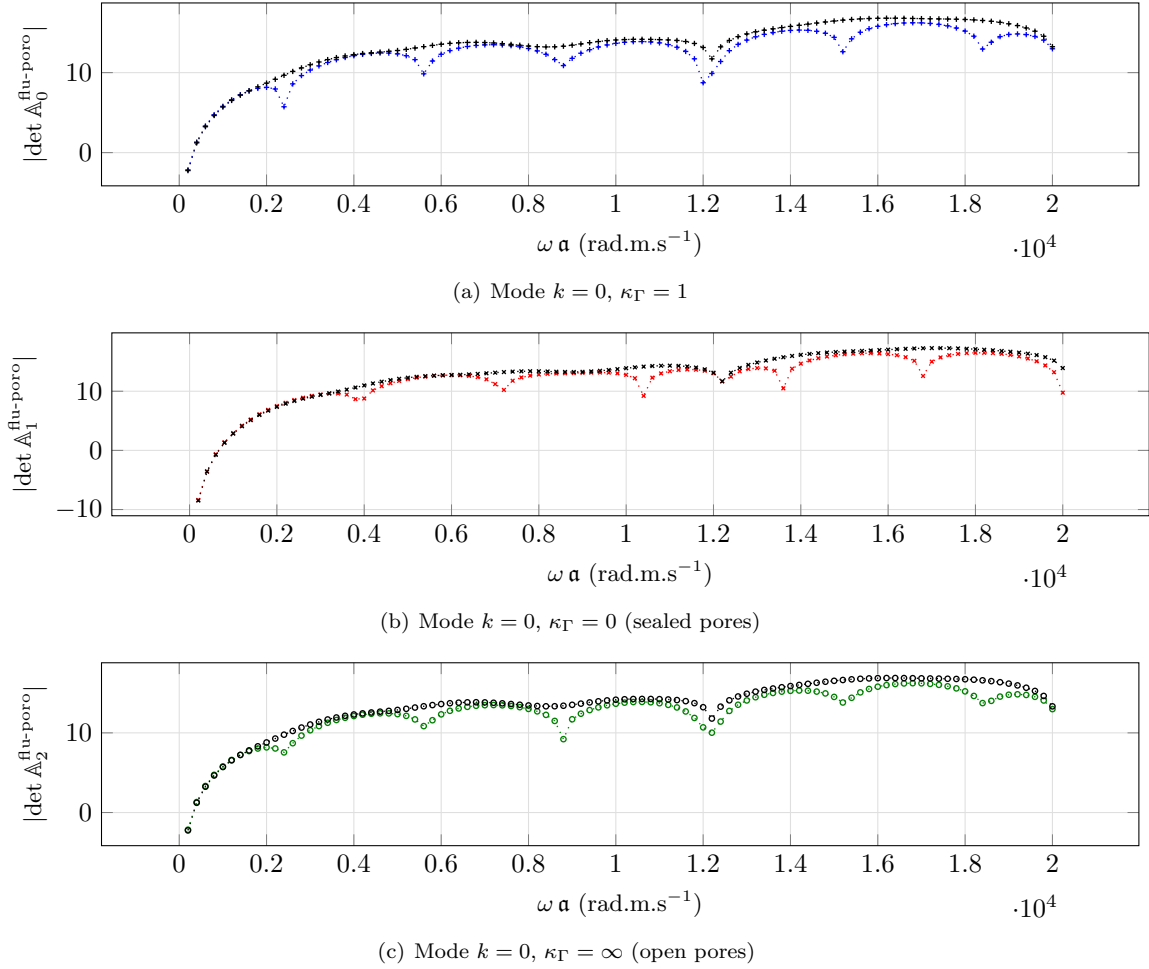 10
0
|det 𝔸₀^flu-poro|
0 0.2 0.4 0.6 0.8 1 1.2 1.4 1.6 1.8 2
ω 𝔞 (rad.m.s⁻¹)
·10⁴
(a) Mode k = 0, κ_Γ = 1
10
0
−10
|det 𝔸₁^flu-poro|
0 0.2 0.4 0.6 0.8 1 1.2 1.4 1.6 1.8 2
ω 𝔞 (rad.m.s⁻¹)
·10⁴
(b) Mode k = 0, κ_Γ = 0 (sealed pores)
10
0
|det 𝔸₂^flu-poro|
0 0.2 0.4 0.6 0.8 1 1.2 1.4 1.6 1.8 2
ω 𝔞 (rad.m.s⁻¹)
·10⁴
(c) Mode k = 0, κ_Γ = ∞ (open pores)